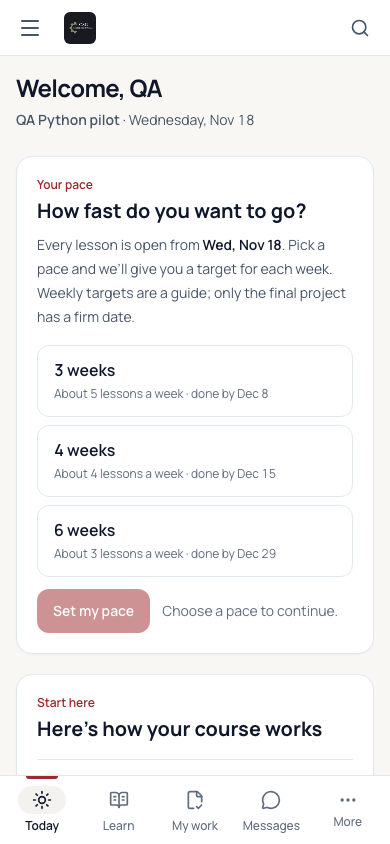 Welcome, QA
QA Python pilot · Wednesday, Nov 18
Your pace
How fast do you want to go?
Every lesson is open from Wed, Nov 18. Pick a
pace and we'll give you a target for each week.
Weekly targets are a guide; only the final project
has a firm date.
3 weeks
About 5 lessons a week · done by Dec 8
4 weeks
About 4 lessons a week · done by Dec 15
6 weeks
About 3 lessons a week · done by Dec 29
Set my pace
Choose a pace to continue.
Start here
Here's how your course works
Today
Learn
My work
Messages
More